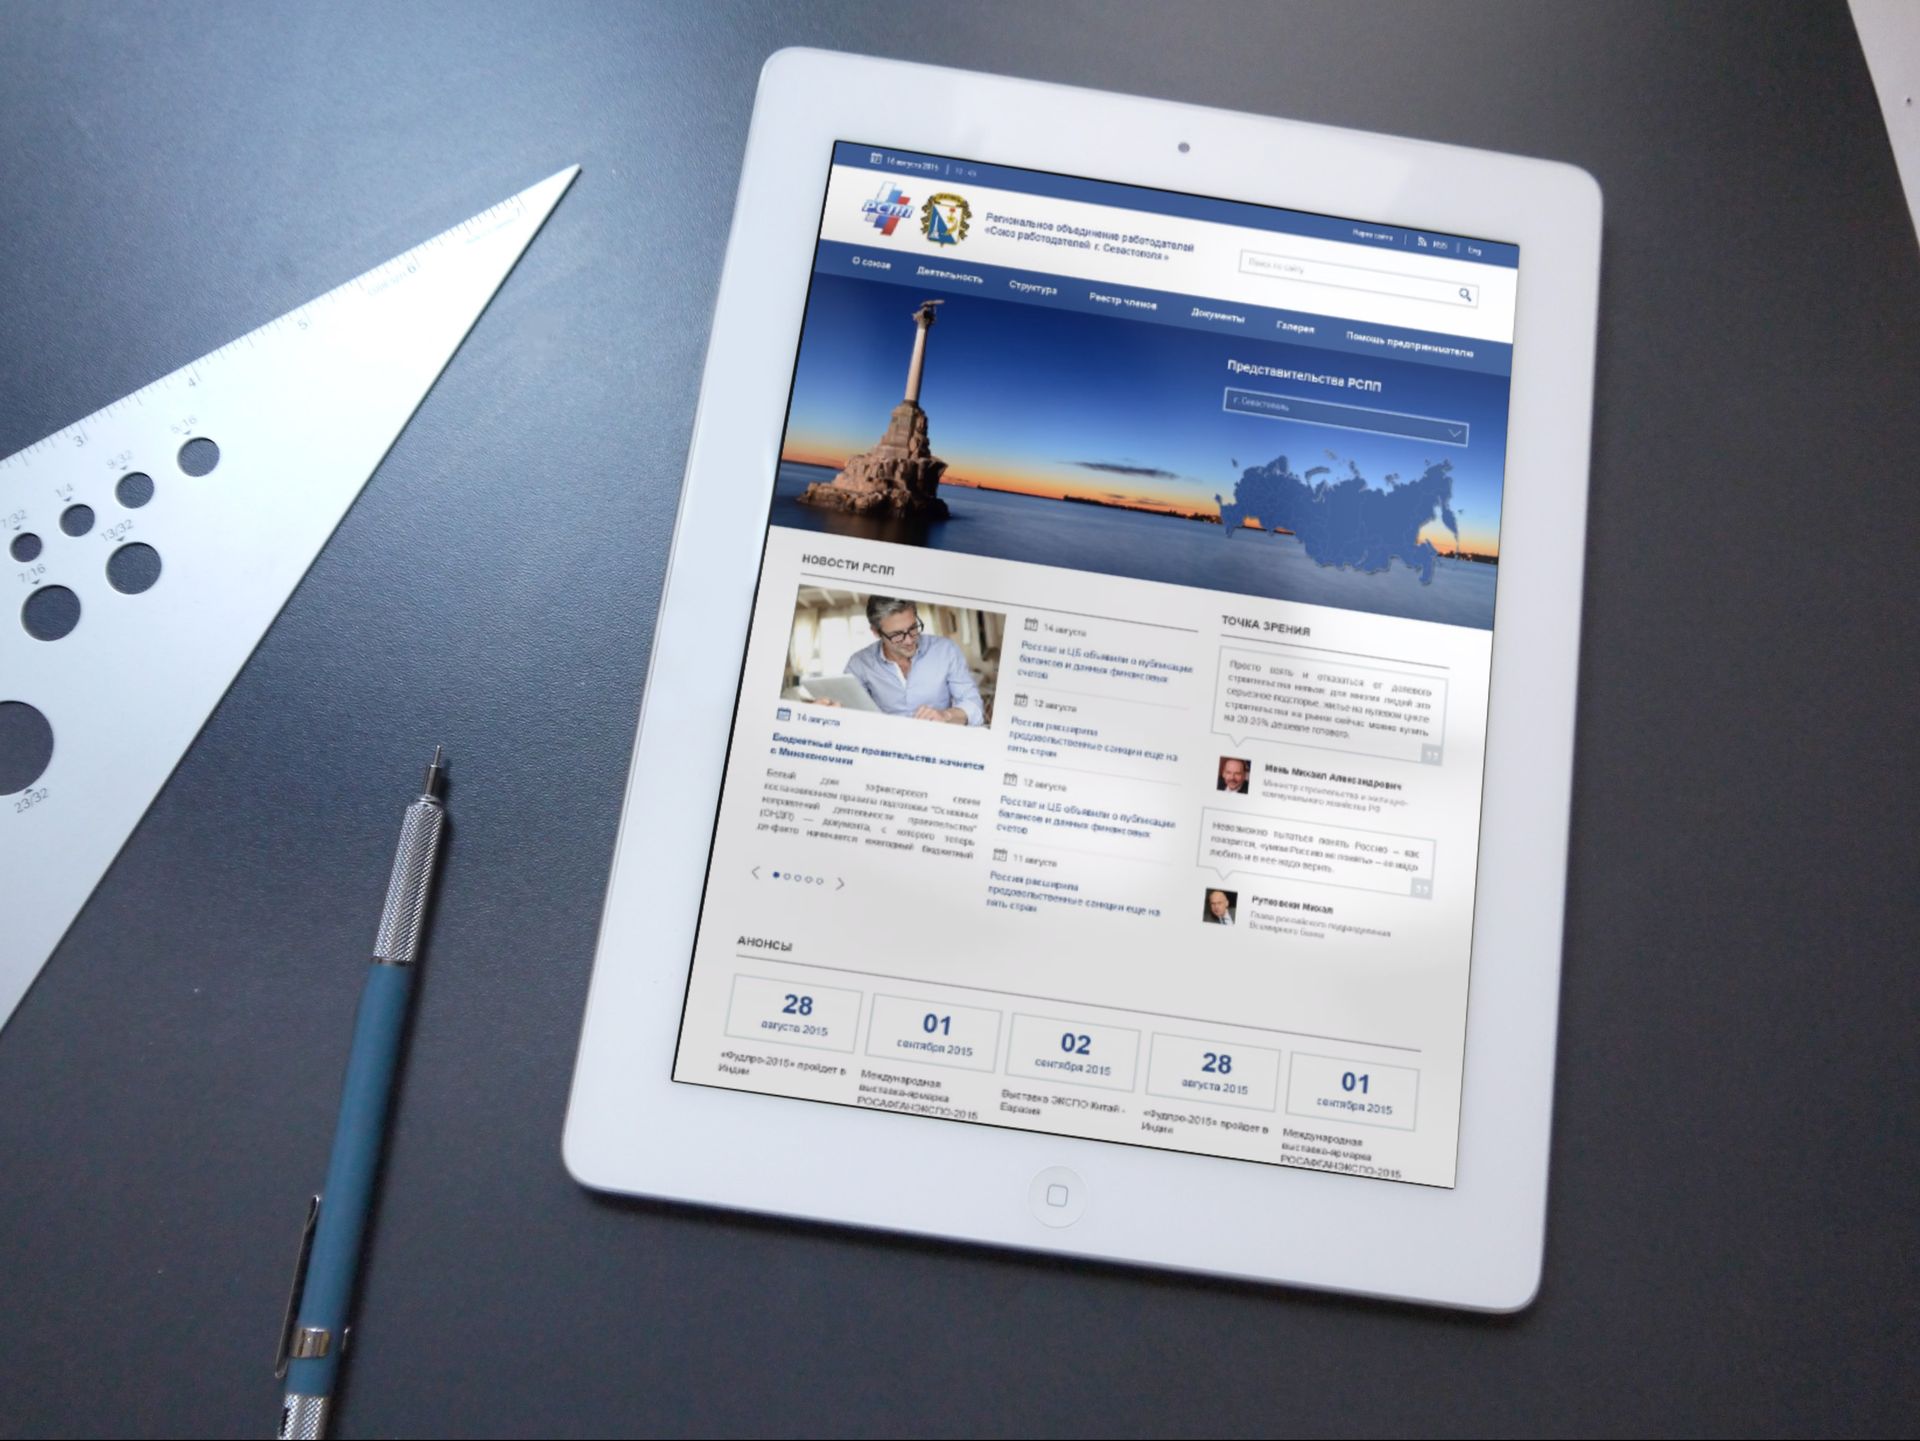 16 августа 2015
Карта сайта
RSS
Eng
РСПП
Региональное объединение работодателей
«Союз работодателей г. Севастополя»
Поиск по сайту
О союзе
Деятельность
Структура
Реестр членов
Документы
Галерея
Помощь предпринимателю
Представительства РСПП
г. Севастополь
НОВОСТИ РСПП
14 августа
Бюджетный цикл правительства начнется
с Минэкономики
Белый дом зафиксировал своим
постановлением правила подготовки "Основных
направлений деятельности правительства"
(ОНДП) — документа, с которого теперь
де-факто начинается ежегодный бюджетный
14 августа
Росстат и ЦБ объявили о публикации
балансов и данных финансовых
счетов
12 августа
Россия расширила
продовольственные санкции еще на
пять стран
12 августа
Росстат и ЦБ объявили о публикации
балансов и данных финансовых
счетов
11 августа
Россия расширила
продовольственные санкции еще на
пять стран
ТОЧКА ЗРЕНИЯ
Просто взять и отказаться от долевого
строительства нельзя: для многих людей это
серьезное подспорье, жилье на нулевом цикле
строительства на рынке сейчас можно купить
на 20-25% дешевле готового.
Мень Михаил Александрович
Министр строительства и жилищно-
коммунального хозяйства РФ
Невозможно пытаться понять Россию – как
говорится, «умом Россию не понять» – ее надо
любить и в нее надо верить.
Рутковски Михал
Глава российского подразделения
Всемирного банка
АНОНСЫ
28
августа 2015
«Фудпро-2015» пройдет в
Индии
01
сентября 2015
Международная
выставка-ярмарка
РОСАФГАНЭКСПО-2015
02
сентября 2015
Выставка ЭКСПО Китай -
Евразия
28
августа 2015
«Фудпро-2015» пройдет в
Индии
01
сентября 2015
Международная
выставка-ярмарка
РОСАФГАНЭКСПО-2015
3
4
5
6
5/16
9/32
1/4
7/32
13/32
7/16
23/32